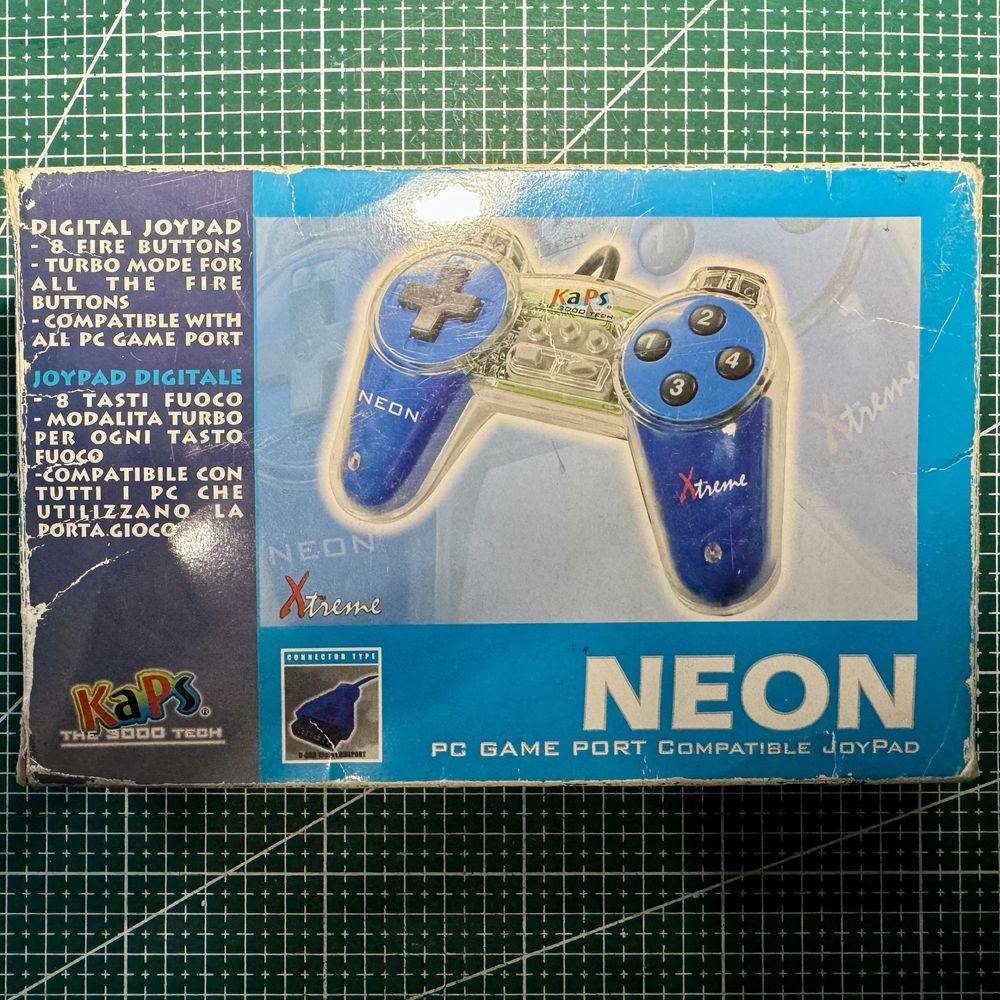 DIGITAL JOYPAD
- 8 FIRE BUTTONS
- TURBO MODE FOR
ALL THE FIRE
BUTTONS
- COMPATIBLE WITH
ALL PC GAME PORT
JOYPAD DIGITALE
- 8 TASTI FUOCO
- MODALITA TURBO
PER OGNI TASTO
FUOCO
-COMPATIBILE CON
TUTTI I PC CHE
UTILIZZANO LA
PORTA GIOCO
KaPs®
THE 3000 TECH
TECH
1
KaPs®
THE 3000 TECH
1
2
3
4
NEON
Xtreme
Xtreme
NEON
Xtreme
CONNECTOR TYPE
NEON
PC GAME PORT COMPATIBLE JOYPAD